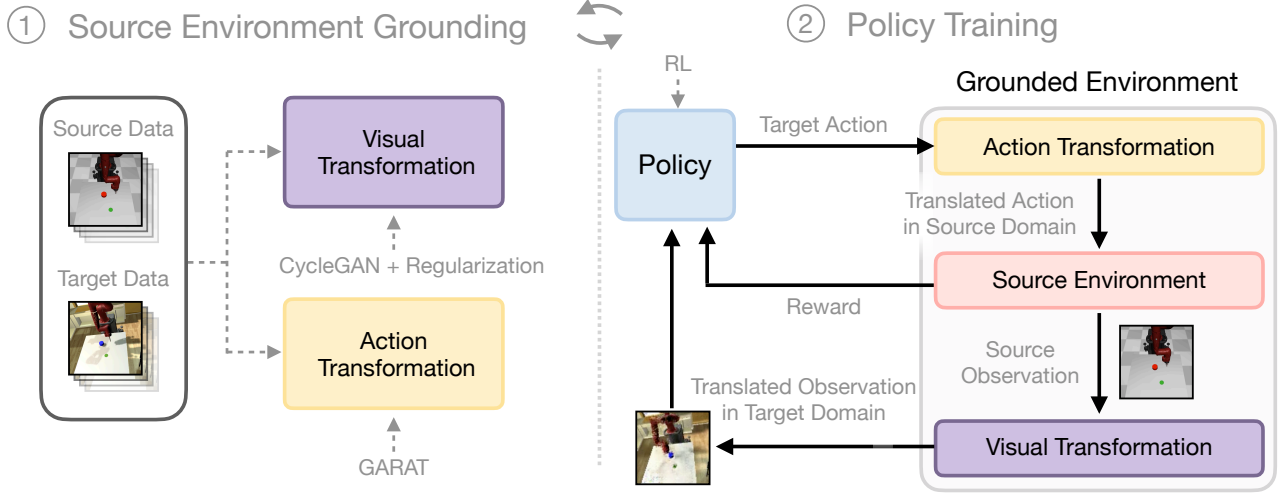 1 Source Environment Grounding
Source Data
Target Data
Visual
Transformation
CycleGAN + Regularization
Action
Transformation
GARAT
2 Policy Training
RL
Policy
Target Action
Grounded Environment
Action Transformation
Translated Action
in Source Domain
Source Environment
Reward
Source
Observation
Translated Observation
in Target Domain
Visual Transformation